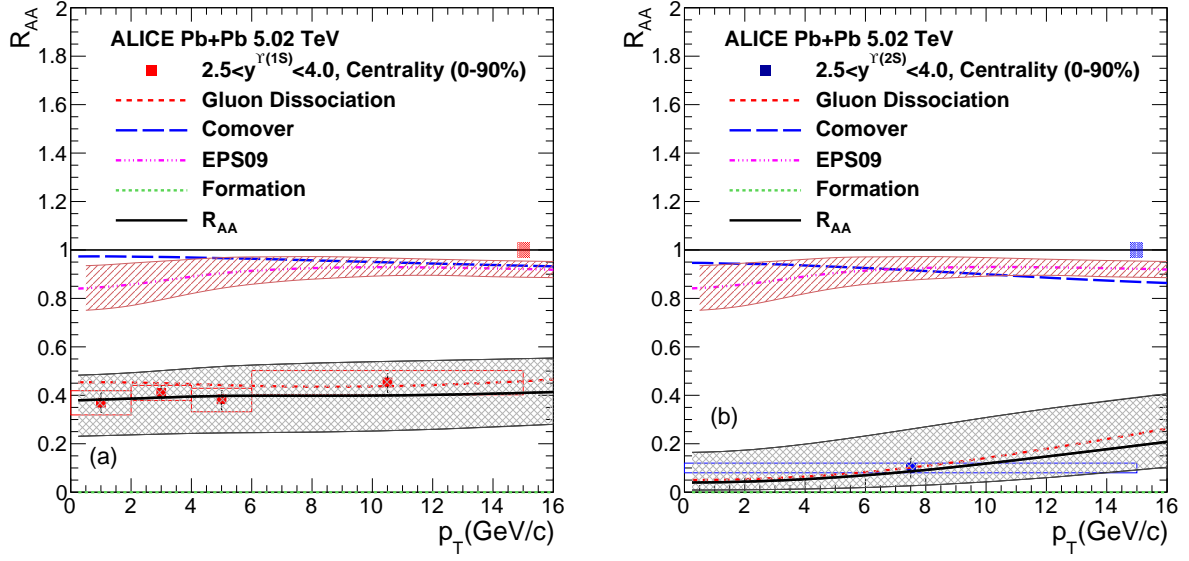 R_AA
2
1.8
1.6
1.4
1.2
1
0.8
0.6
0.4
0.2
0
ALICE Pb+Pb 5.02 TeV
2.5<y^ϒ(1S)<4.0, Centrality (0-90%)
Gluon Dissociation
Comover
EPS09
Formation
R_AA
(a)
0 2 4 6 8 10 12 14 16
p_T(GeV/c)
R_AA
2
1.8
1.6
1.4
1.2
1
0.8
0.6
0.4
0.2
0
ALICE Pb+Pb 5.02 TeV
2.5<y^ϒ(2S)<4.0, Centrality (0-90%)
Gluon Dissociation
Comover
EPS09
Formation
R_AA
(b)
0 2 4 6 8 10 12 14 16
p_T(GeV/c)